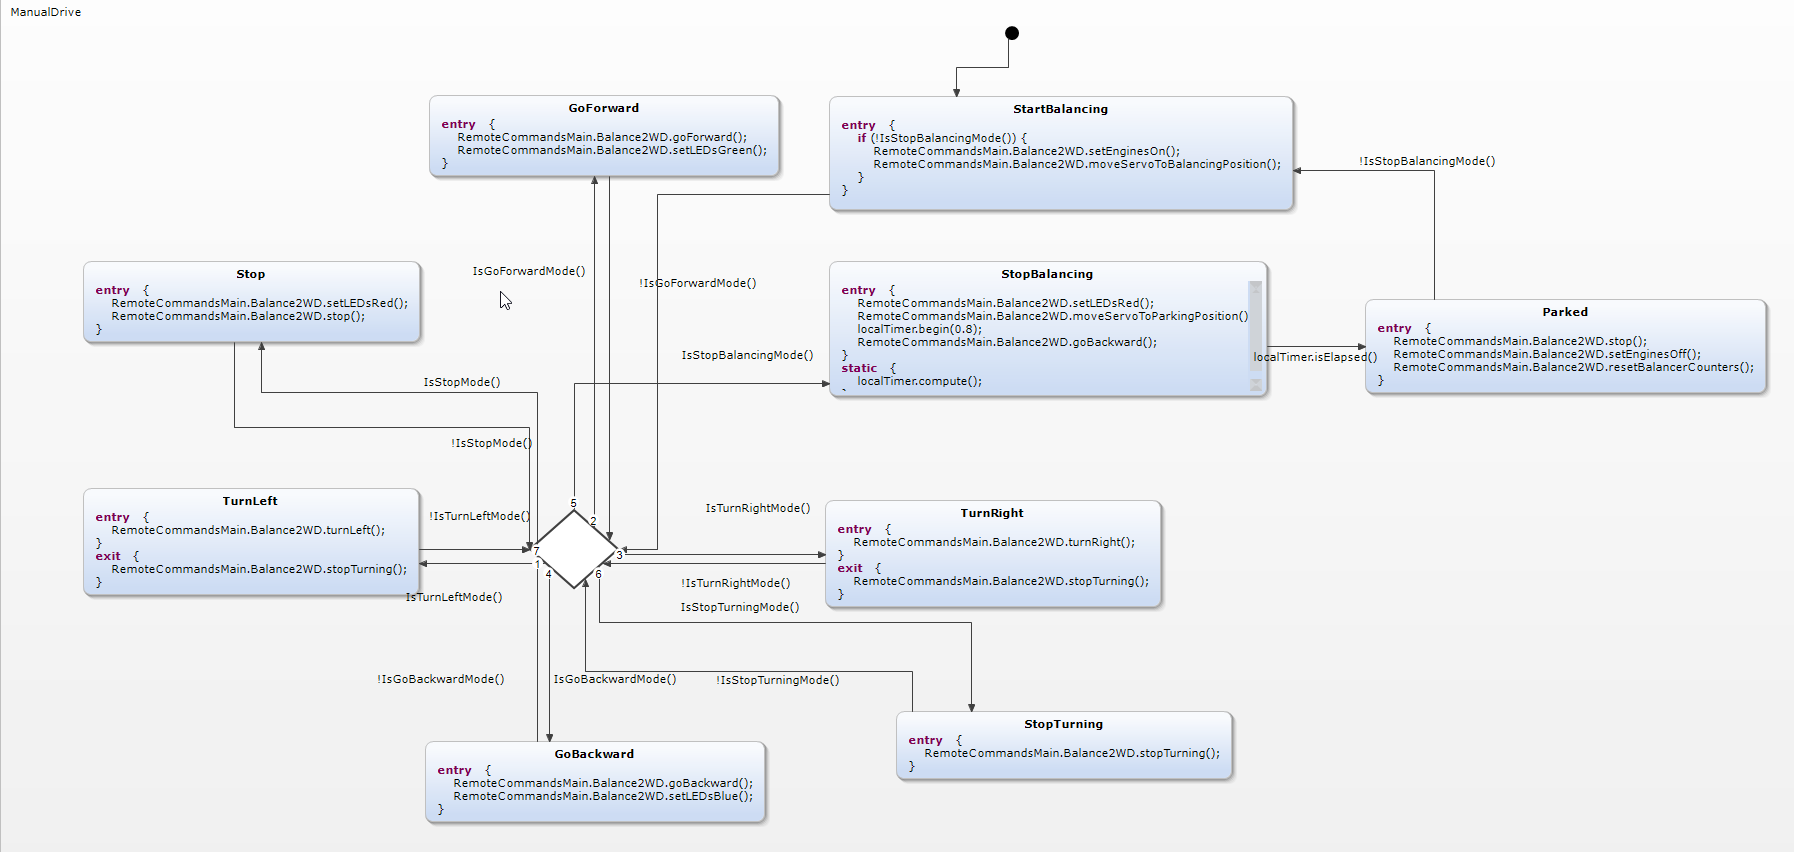 ManualDrive
GoForward
entry {
RemoteCommandsMain.Balance2WD.goForward();
RemoteCommandsMain.Balance2WD.setLEDsGreen();
}
StartBalancing
entry {
if (!IsStopBalancingMode()) {
RemoteCommandsMain.Balance2WD.setEnginesOn();
RemoteCommandsMain.Balance2WD.moveServoToBalancingPosition();
}
}
!IsStopBalancingMode()
Stop
entry {
RemoteCommandsMain.Balance2WD.setLEDsRed();
RemoteCommandsMain.Balance2WD.stop();
}
IsGoForwardMode()
!IsGoForwardMode()
StopBalancing
entry {
RemoteCommandsMain.Balance2WD.setLEDsRed();
RemoteCommandsMain.Balance2WD.moveServoToParkingPosition()
localTimer.begin(0.8);
RemoteCommandsMain.Balance2WD.goBackward();
}
static {
localTimer.compute();
Parked
entry {
RemoteCommandsMain.Balance2WD.stop();
RemoteCommandsMain.Balance2WD.setEnginesOff();
RemoteCommandsMain.Balance2WD.resetBalancerCounters();
}
localTimer.isElapsed()
IsStopBalancingMode()
IsStopMode()
!IsStopMode()
TurnLeft
entry {
RemoteCommandsMain.Balance2WD.turnLeft();
}
exit {
RemoteCommandsMain.Balance2WD.stopTurning();
}
!IsTurnLeftMode()
IsTurnLeftMode()
5
2
7
3
1
4
6
IsTurnRightMode()
!IsTurnRightMode()
IsStopTurningMode()
TurnRight
entry {
RemoteCommandsMain.Balance2WD.turnRight();
}
exit {
RemoteCommandsMain.Balance2WD.stopTurning();
}
!IsGoBackwardMode()
IsGoBackwardMode()
!IsStopTurningMode()
GoBackward
entry {
RemoteCommandsMain.Balance2WD.goBackward();
RemoteCommandsMain.Balance2WD.setLEDsBlue();
}
StopTurning
entry {
RemoteCommandsMain.Balance2WD.stopTurning();
}